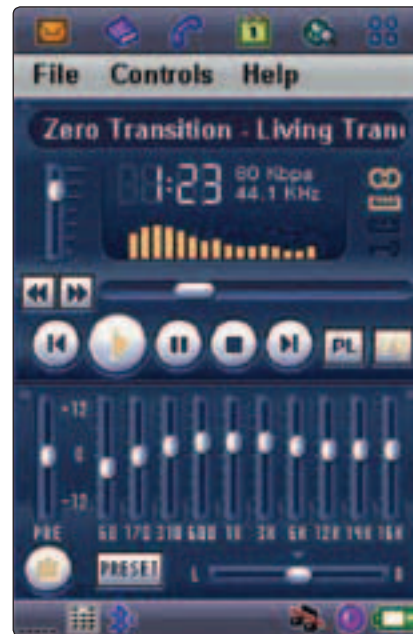 1
File Controls Help
Zero Transition - Living Tran
1:23 80 Kbps
44.1 KHz
PL
+12
0
-12
PRE 60 170 310 600 1K 3K 6K 12K 14K 16K
PRESET L R